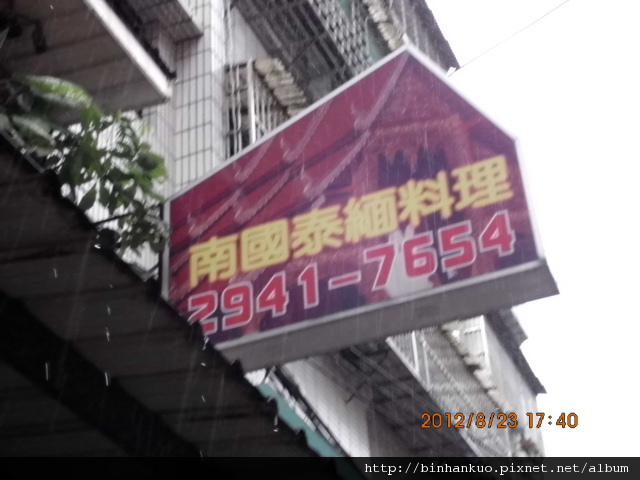 南國泰緬料理
2941-7654
2012/8/23 17:40
http://binhankuo.pixnet.net/album